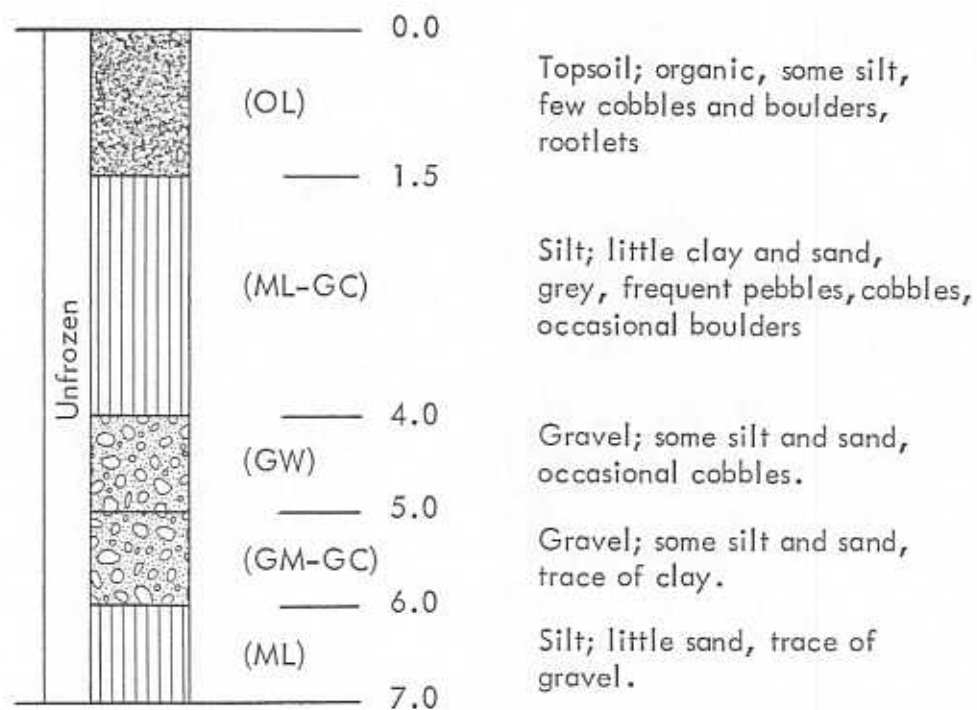 0.0
(OL)
Topsoil; organic, some silt,
few cobbles and boulders,
rootlets
1.5
(ML-GC)
Silt; little clay and sand,
grey, frequent pebbles, cobbles,
occasional boulders
Unfrozen
4.0
(GW)
Gravel; some silt and sand,
occasional cobbles.
5.0
(GM-GC)
Gravel; some silt and sand,
trace of clay.
6.0
(ML)
Silt; little sand, trace of
gravel.
7.0